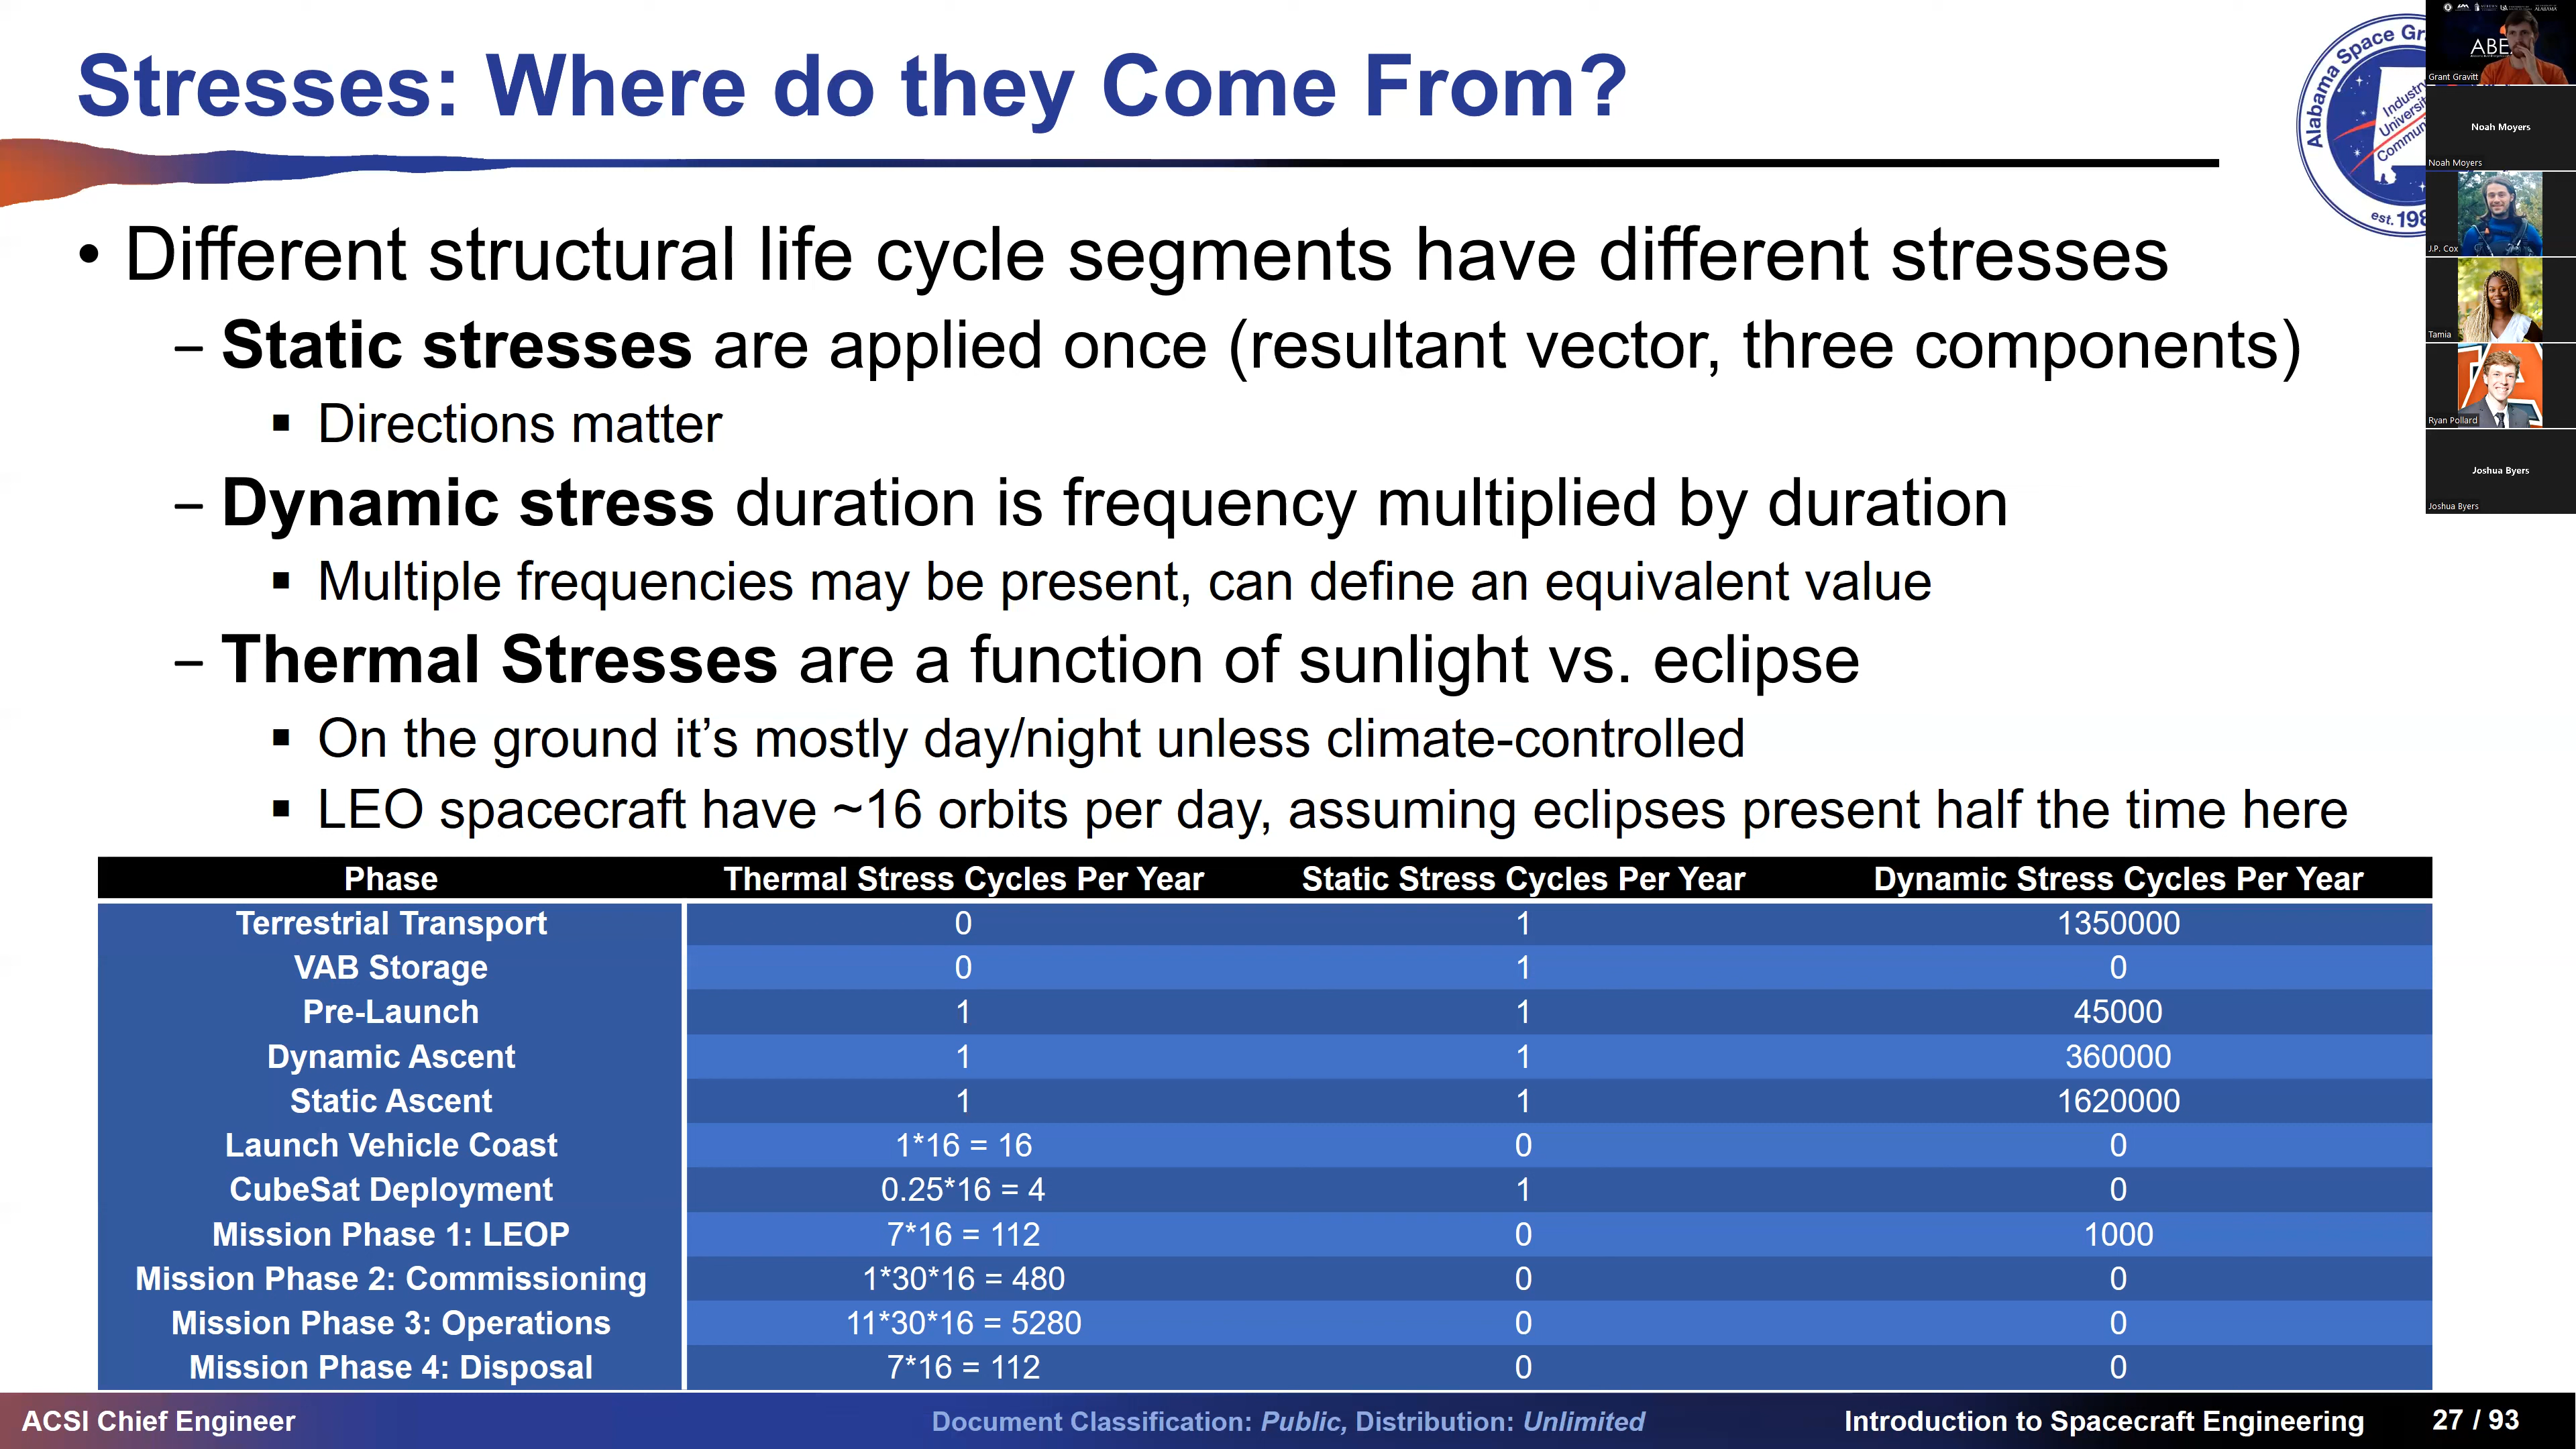 Stresses: Where do they Come From?
Alabama Space Gr
Industry
University
Commun
est. 198
ABE
Grant Gravitt
Noah Moyers
Noah Moyers
J.P. Cox
Tamia
Ryan Pollard
Joshua Byers
Joshua Byers
• Different structural life cycle segments have different stresses
– Static stresses are applied once (resultant vector, three components)
▪ Directions matter
– Dynamic stress duration is frequency multiplied by duration
▪ Multiple frequencies may be present, can define an equivalent value
– Thermal Stresses are a function of sunlight vs. eclipse
▪ On the ground it’s mostly day/night unless climate-controlled
▪ LEO spacecraft have ~16 orbits per day, assuming eclipses present half the time here
Phase Thermal Stress Cycles Per Year Static Stress Cycles Per Year Dynamic Stress Cycles Per Year
Terrestrial Transport 0 1 1350000
VAB Storage 0 1 0
Pre-Launch 1 1 45000
Dynamic Ascent 1 1 360000
Static Ascent 1 1 1620000
Launch Vehicle Coast 1*16 = 16 0 0
CubeSat Deployment 0.25*16 = 4 1 0
Mission Phase 1: LEOP 7*16 = 112 0 1000
Mission Phase 2: Commissioning 1*30*16 = 480 0 0
Mission Phase 3: Operations 11*30*16 = 5280 0 0
Mission Phase 4: Disposal 7*16 = 112 0 0
ACSI Chief Engineer Document Classification: Public, Distribution: Unlimited Introduction to Spacecraft Engineering 27 / 93